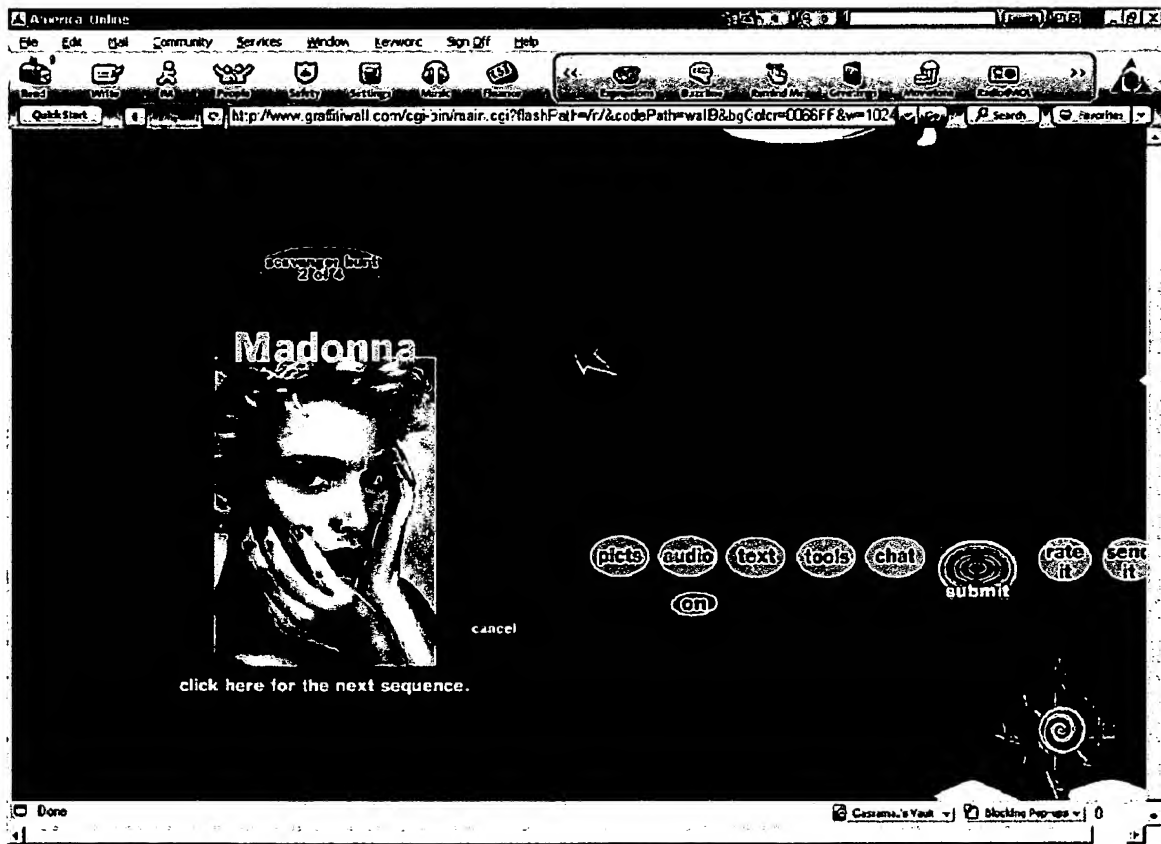 America Online
File Edit Mail Community Services Window Keyword Sign Off Help
Read Write IM People Safety Settings Music Finance
Quick Start
http://www.graffitiwall.com/cgi-bin/main.cgi?flashPath=/r/&codePath=wallB&bgColor=0066FF&w=1024
Go Search Favorites
scavenger hunt
2 of 4
Madonna
picts audio text tools chat submit rate it send it
on
cancel
click here for the next sequence.
Done
Blocking Pop-ups 0